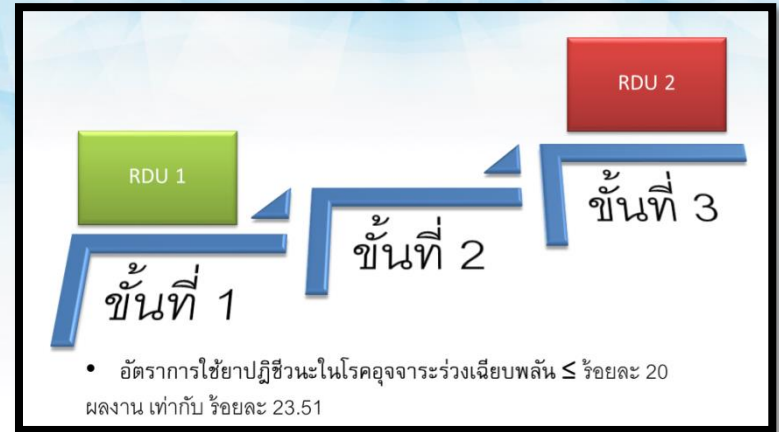 RDU 2
RDU 1
ขั้นที่ 3
ขั้นที่ 2
ขั้นที่ 1
• อัตราการใช้ยาปฎิชีวนะในโรคอุจจาระร่วงเฉียบพลัน ≤ ร้อยละ 20
ผลงาน เท่ากับ ร้อยละ 23.51